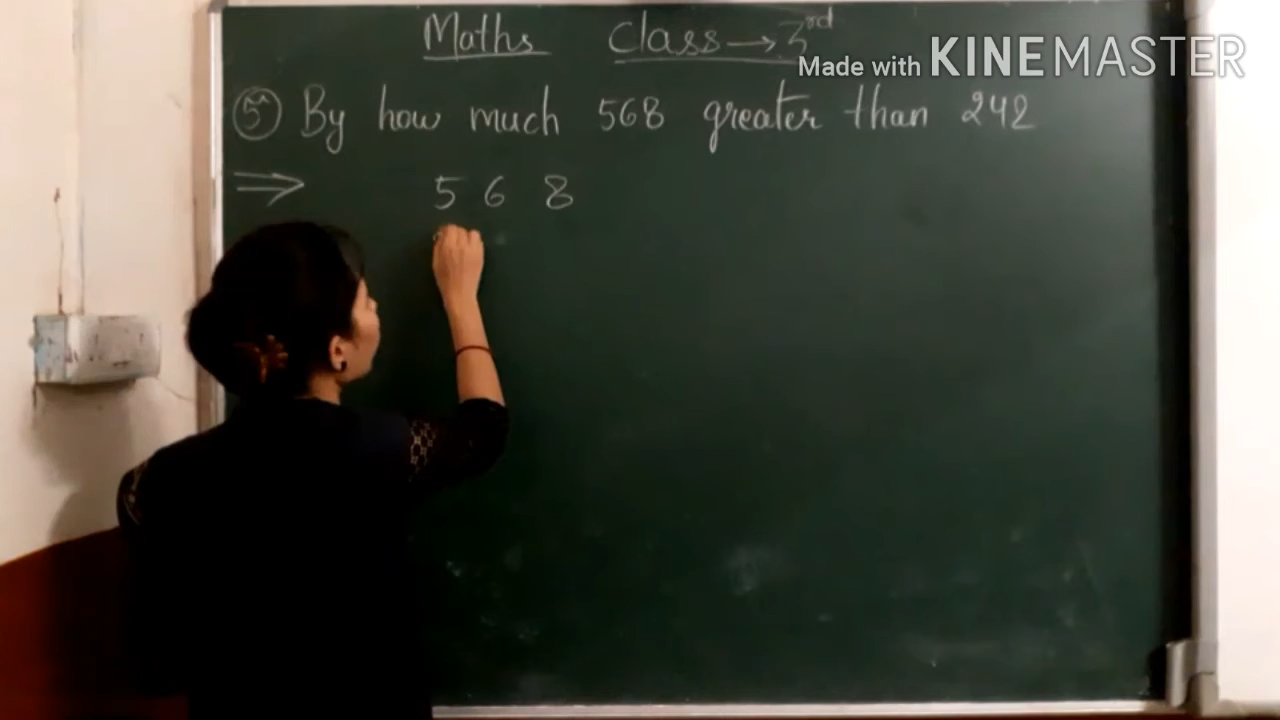 Maths Class → 3rd
Made with KINEMASTER
5 By how much 568 greater than 242
⇒ 5 6 8